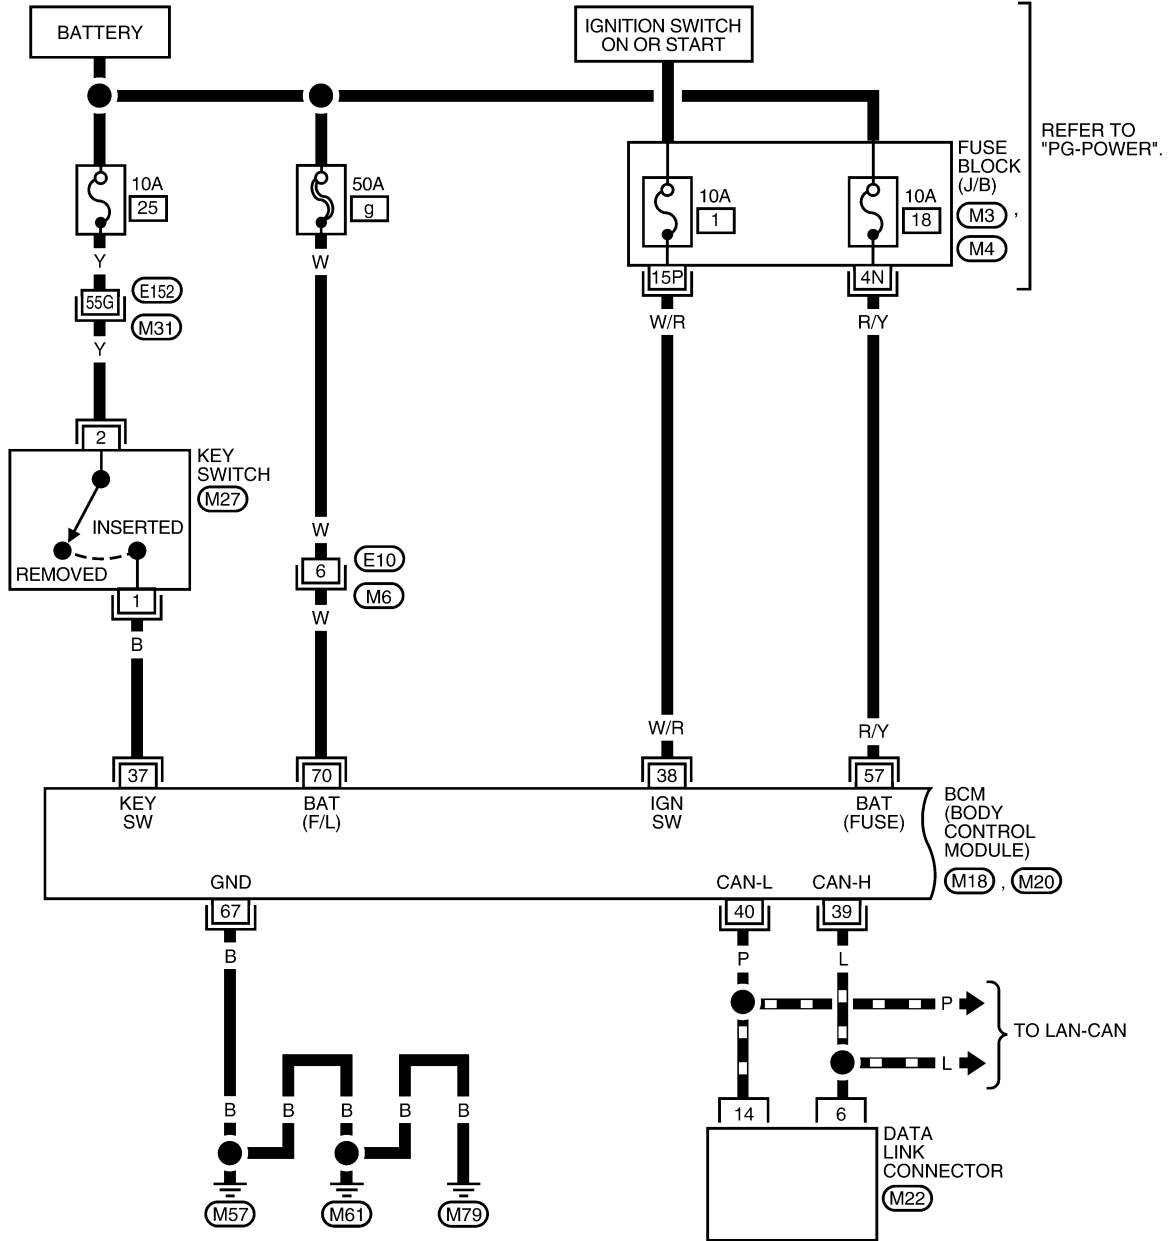 BATTERY
IGNITION SWITCH
ON OR START
REFER TO
"PG-POWER".
FUSE
BLOCK
(J/B)
M3 ,
M4
10A
25
50A
g
10A
1
10A
18
Y
W
15P
4N
55G
E152
M31
W/R
R/Y
Y
2
KEY
SWITCH
M27
INSERTED
REMOVED
1
B
W
6
E10
M6
W
W/R
R/Y
37
70
38
57
KEY
SW
BAT
(F/L)
IGN
SW
BAT
(FUSE)
BCM
(BODY
CONTROL
MODULE)
M18 , M20
GND
CAN-L
CAN-H
67
40
39
B
P
L
P
L
TO LAN-CAN
B
B
B
B
B
14
6
DATA
LINK
CONNECTOR
M22
M57
M61
M79